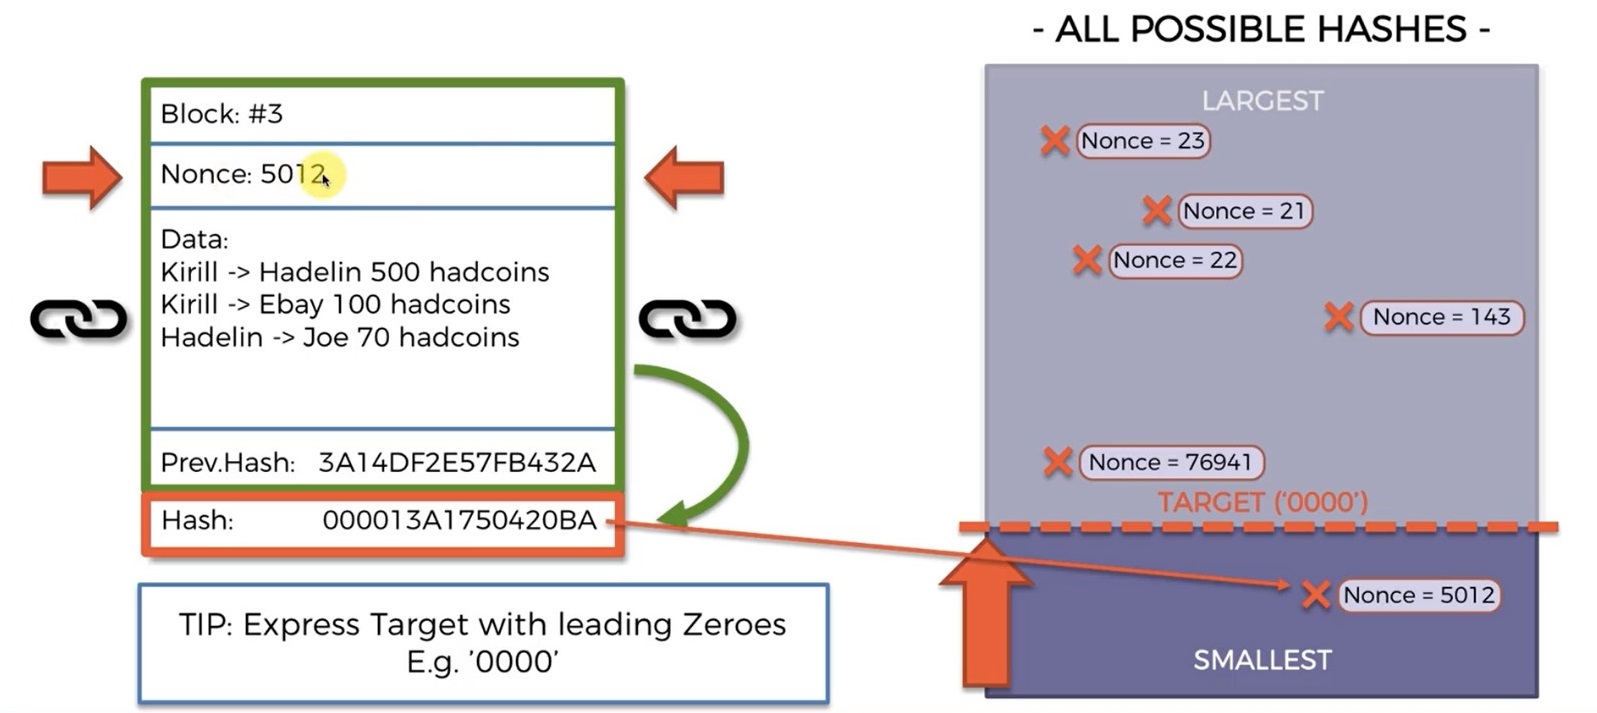 Block: #3
Nonce: 5012
Data:
Kirill -> Hadelin 500 hadcoins
Kirill -> Ebay 100 hadcoins
Hadelin -> Joe 70 hadcoins
Prev.Hash: 3A14DF2E57FB432A
Hash: 000013A1750420BA
TIP: Express Target with leading Zeroes
E.g. '0000'
- ALL POSSIBLE HASHES -
LARGEST
Nonce = 23
Nonce = 21
Nonce = 22
Nonce = 143
Nonce = 76941
TARGET ('0000')
Nonce = 5012
SMALLEST